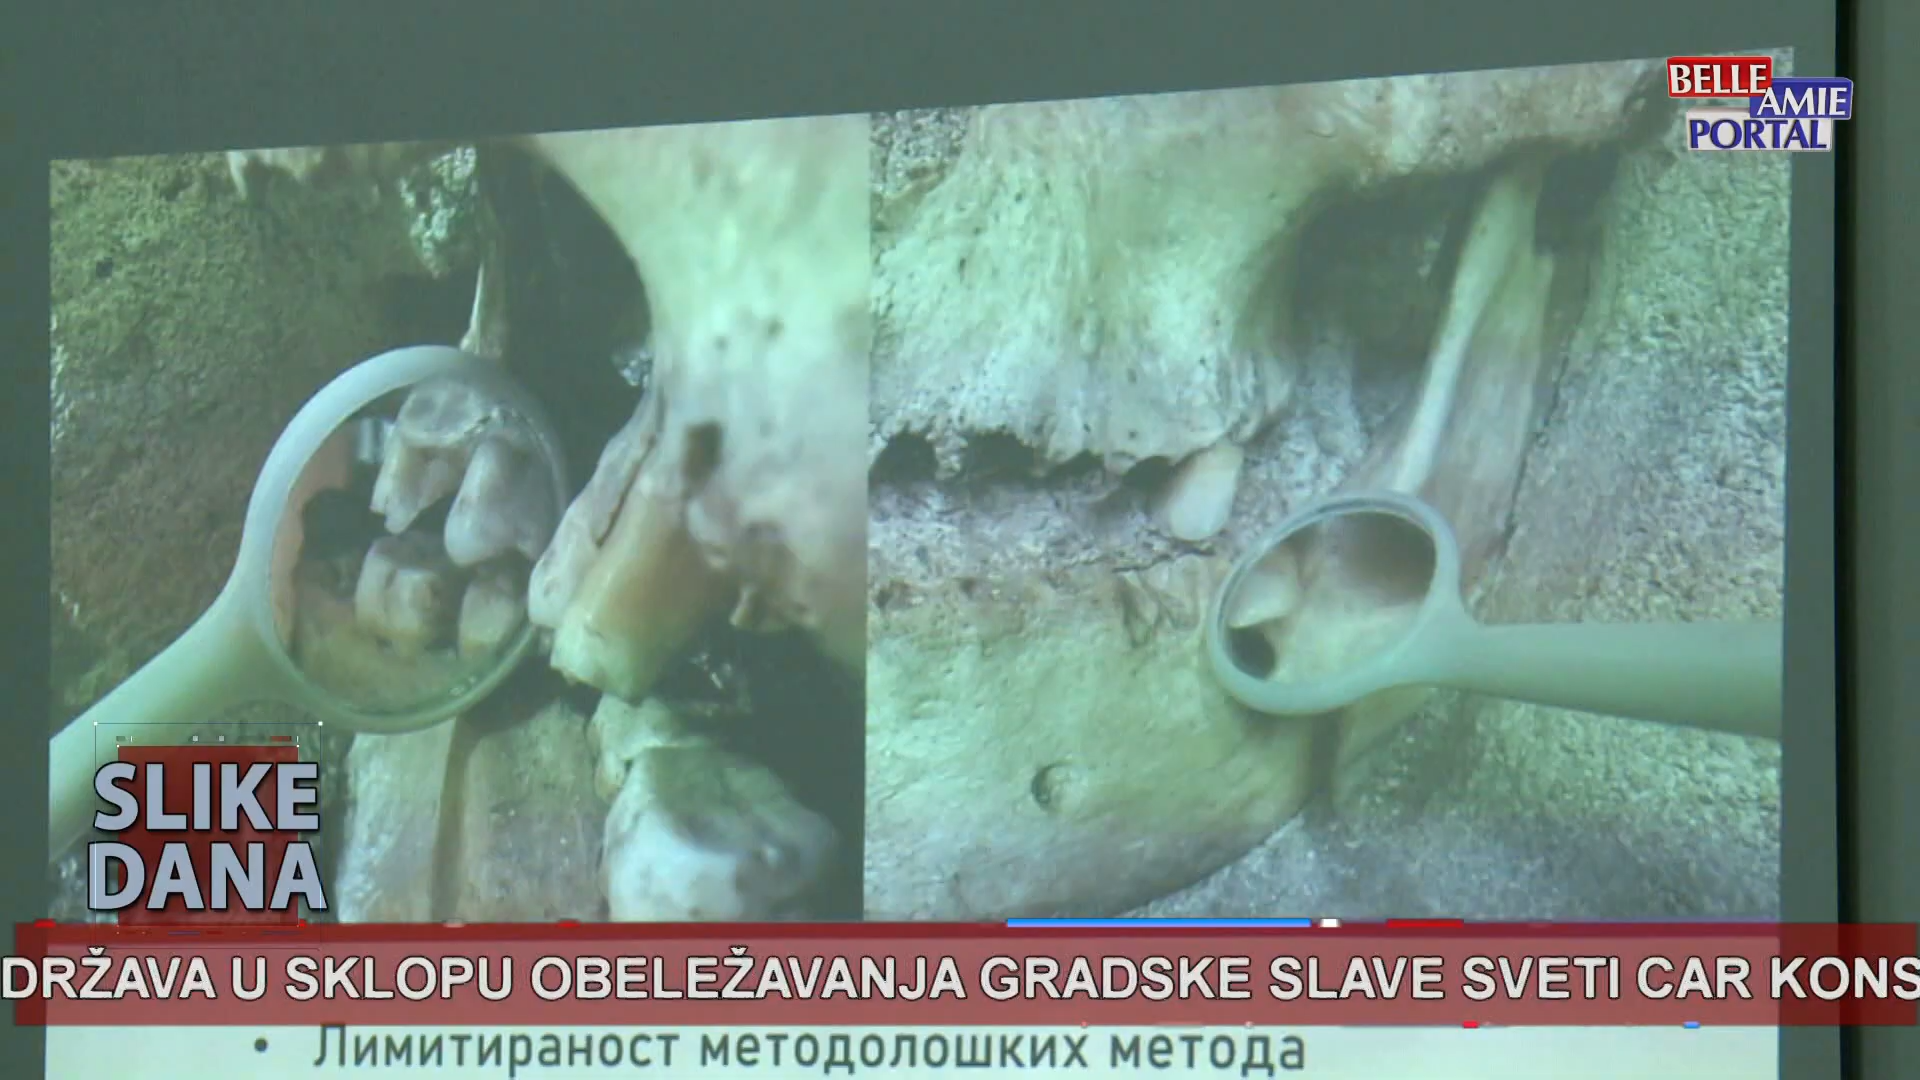 BELLE
AMIE
PORTAL
SLIKE
DANA
DRŽAVA U SKLOPU OBELEŽAVANJA GRADSKE SLAVE SVETI CAR KONS
• Лимитираност методолошких метода